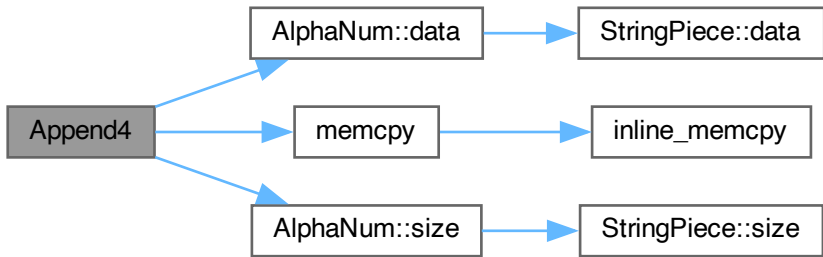 AlphaNum::data
StringPiece::data
Append4
memcpy
inline_memcpy
AlphaNum::size
StringPiece::size